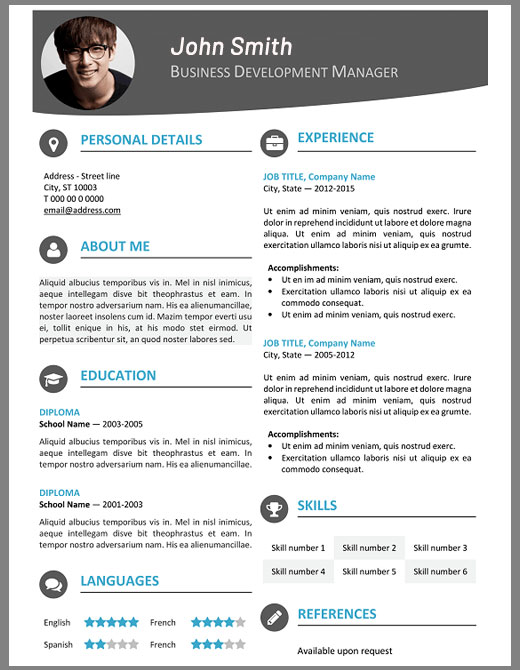 John Smith
BUSINESS DEVELOPMENT MANAGER
PERSONAL DETAILS
Address - Street line
City, ST 10003
T 000 00 0 0000
email@address.com
ABOUT ME
Aliquid albucius temporibus vis in. Mel in nisl inimicus,
aeque intellegam disve bit theophrastus et eam. In
tempor nostro adversarium nam. His ea alienumancillae,
noster laoreet insolens cum id. Mazim tempor everti usu
ei, tollit enique in his, at his modo stet eirmod. Ut
perpetua scribentur sit, an quod noster labores sed.
EDUCATION
DIPLOMA
School Name — 2003-2005
Aliquid albucius temporibus vis in. Mel in nisl inimicus,
aeque intellegam disve bit theophrastus et eam. In
tempor nostro adversarium nam. His ea alienumancillae.
DIPLOMA
School Name — 2001-2003
Aliquid albucius temporibus vis in. Mel in nisl inimicus,
aeque intellegam disve bit theophrastus et eam. In
tempor nostro adversarium nam. His ea alienumancillae.
LANGUAGES
English French
Spanish French
EXPERIENCE
JOB TITLE, Company Name
City, State — 2012-2015
Ut enim ad minim veniam, quis nostrud exerc. Irure
dolor in reprehend incididunt ut labore et dolore magna
aliqua. Ut enim ad minim veniam, quis nostrud
exercitation ullamco laboris nisi ut aliquip ex ea grumte.
Accomplishments:
• Ut en im ad minim veniam, quis nostrud exerc.
• Exercitation ullamco laboris nisi ut aliquip ex ea
commodo consequat.
• Ut enim ad minim veniam, quis nostrud.
JOB TITLE, Company Name
City, State — 2005-2012
Ut enim ad minim veniam, quis nostrud exerc. Irure
dolor in reprehend incididunt ut labore et dolore magna
aliqua. Ut enim ad minim veniam, quis nostrud
exercitation ullamco laboris nisi ut aliquip ex ea grumte.
Accomplishments:
• Ut enim ad minim veniam, quis nostrud exerc.
• Exercitation ullamco laboris nisi ut aliquip ex ea
commodo consequat.
SKILLS
Skill number 1 Skill number 2 Skill number 3
Skill number 4 Skill number 5 Skill number 6
REFERENCES
Available upon request